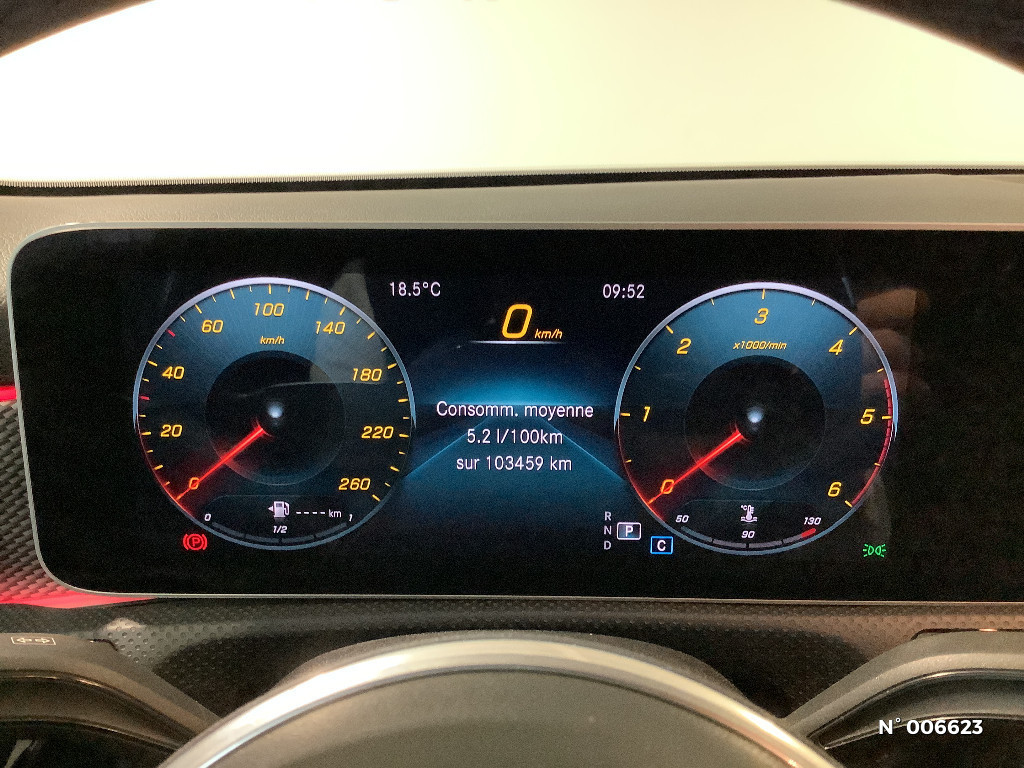 18.5°C
09:52
0 km/h
0 20 40 60 100 140 180 220 260
km/h
Consomm. moyenne
5.2 l/100km
sur 103459 km
0 1 2 3 4 5 6
x1000/min
---- km
0 1/2 1
R
N
D
P
C
°C
50 90 130
(P)
N° 006623